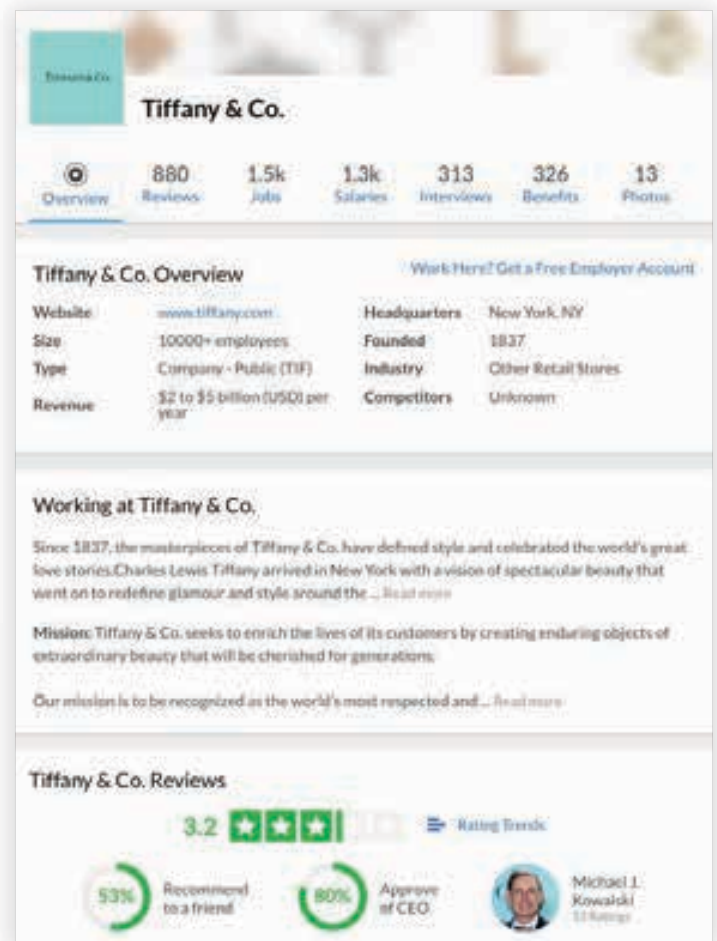 Tiffany & Co.
Tiffany & Co.
880 1.5k 1.3k 313 326 13
Overview Reviews Jobs Salaries Interviews Benefits Photos
Tiffany & Co. Overview
Work Here? Get a Free Employer Account
Website www.tiffany.com Headquarters New York, NY
Size 10000+ employees Founded 1837
Type Company - Public (TIF) Industry Other Retail Stores
Revenue $2 to $5 billion (USD) per year Competitors Unknown
Working at Tiffany & Co.
Since 1837, the masterpieces of Tiffany & Co. have defined style and celebrated the world's great
love stories.Charles Lewis Tiffany arrived in New York with a vision of spectacular beauty that
went on to redefine glamour and style around the ... Read more
Mission: Tiffany & Co. seeks to enrich the lives of its customers by creating enduring objects of
extraordinary beauty that will be cherished for generations.
Our mission is to be recognized as the world's most respected and ... Read more
Tiffany & Co. Reviews
3.2 Rating Trends
53% Recommend to a friend
80% Approve of CEO
Michael J.
Kowalski
53 Ratings